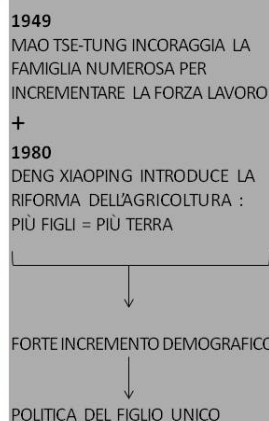 1949
MAO TSE-TUNG INCORAGGIA LA
FAMIGLIA NUMEROSA PER
INCREMENTARE LA FORZA LAVORO
+
1980
DENG XIAOPING INTRODUCE LA
RIFORMA DELL'AGRICOLTURA :
PIÙ FIGLI = PIÙ TERRA
FORTE INCREMENTO DEMOGRAFICO
POLITICA DEL FIGLIO UNICO